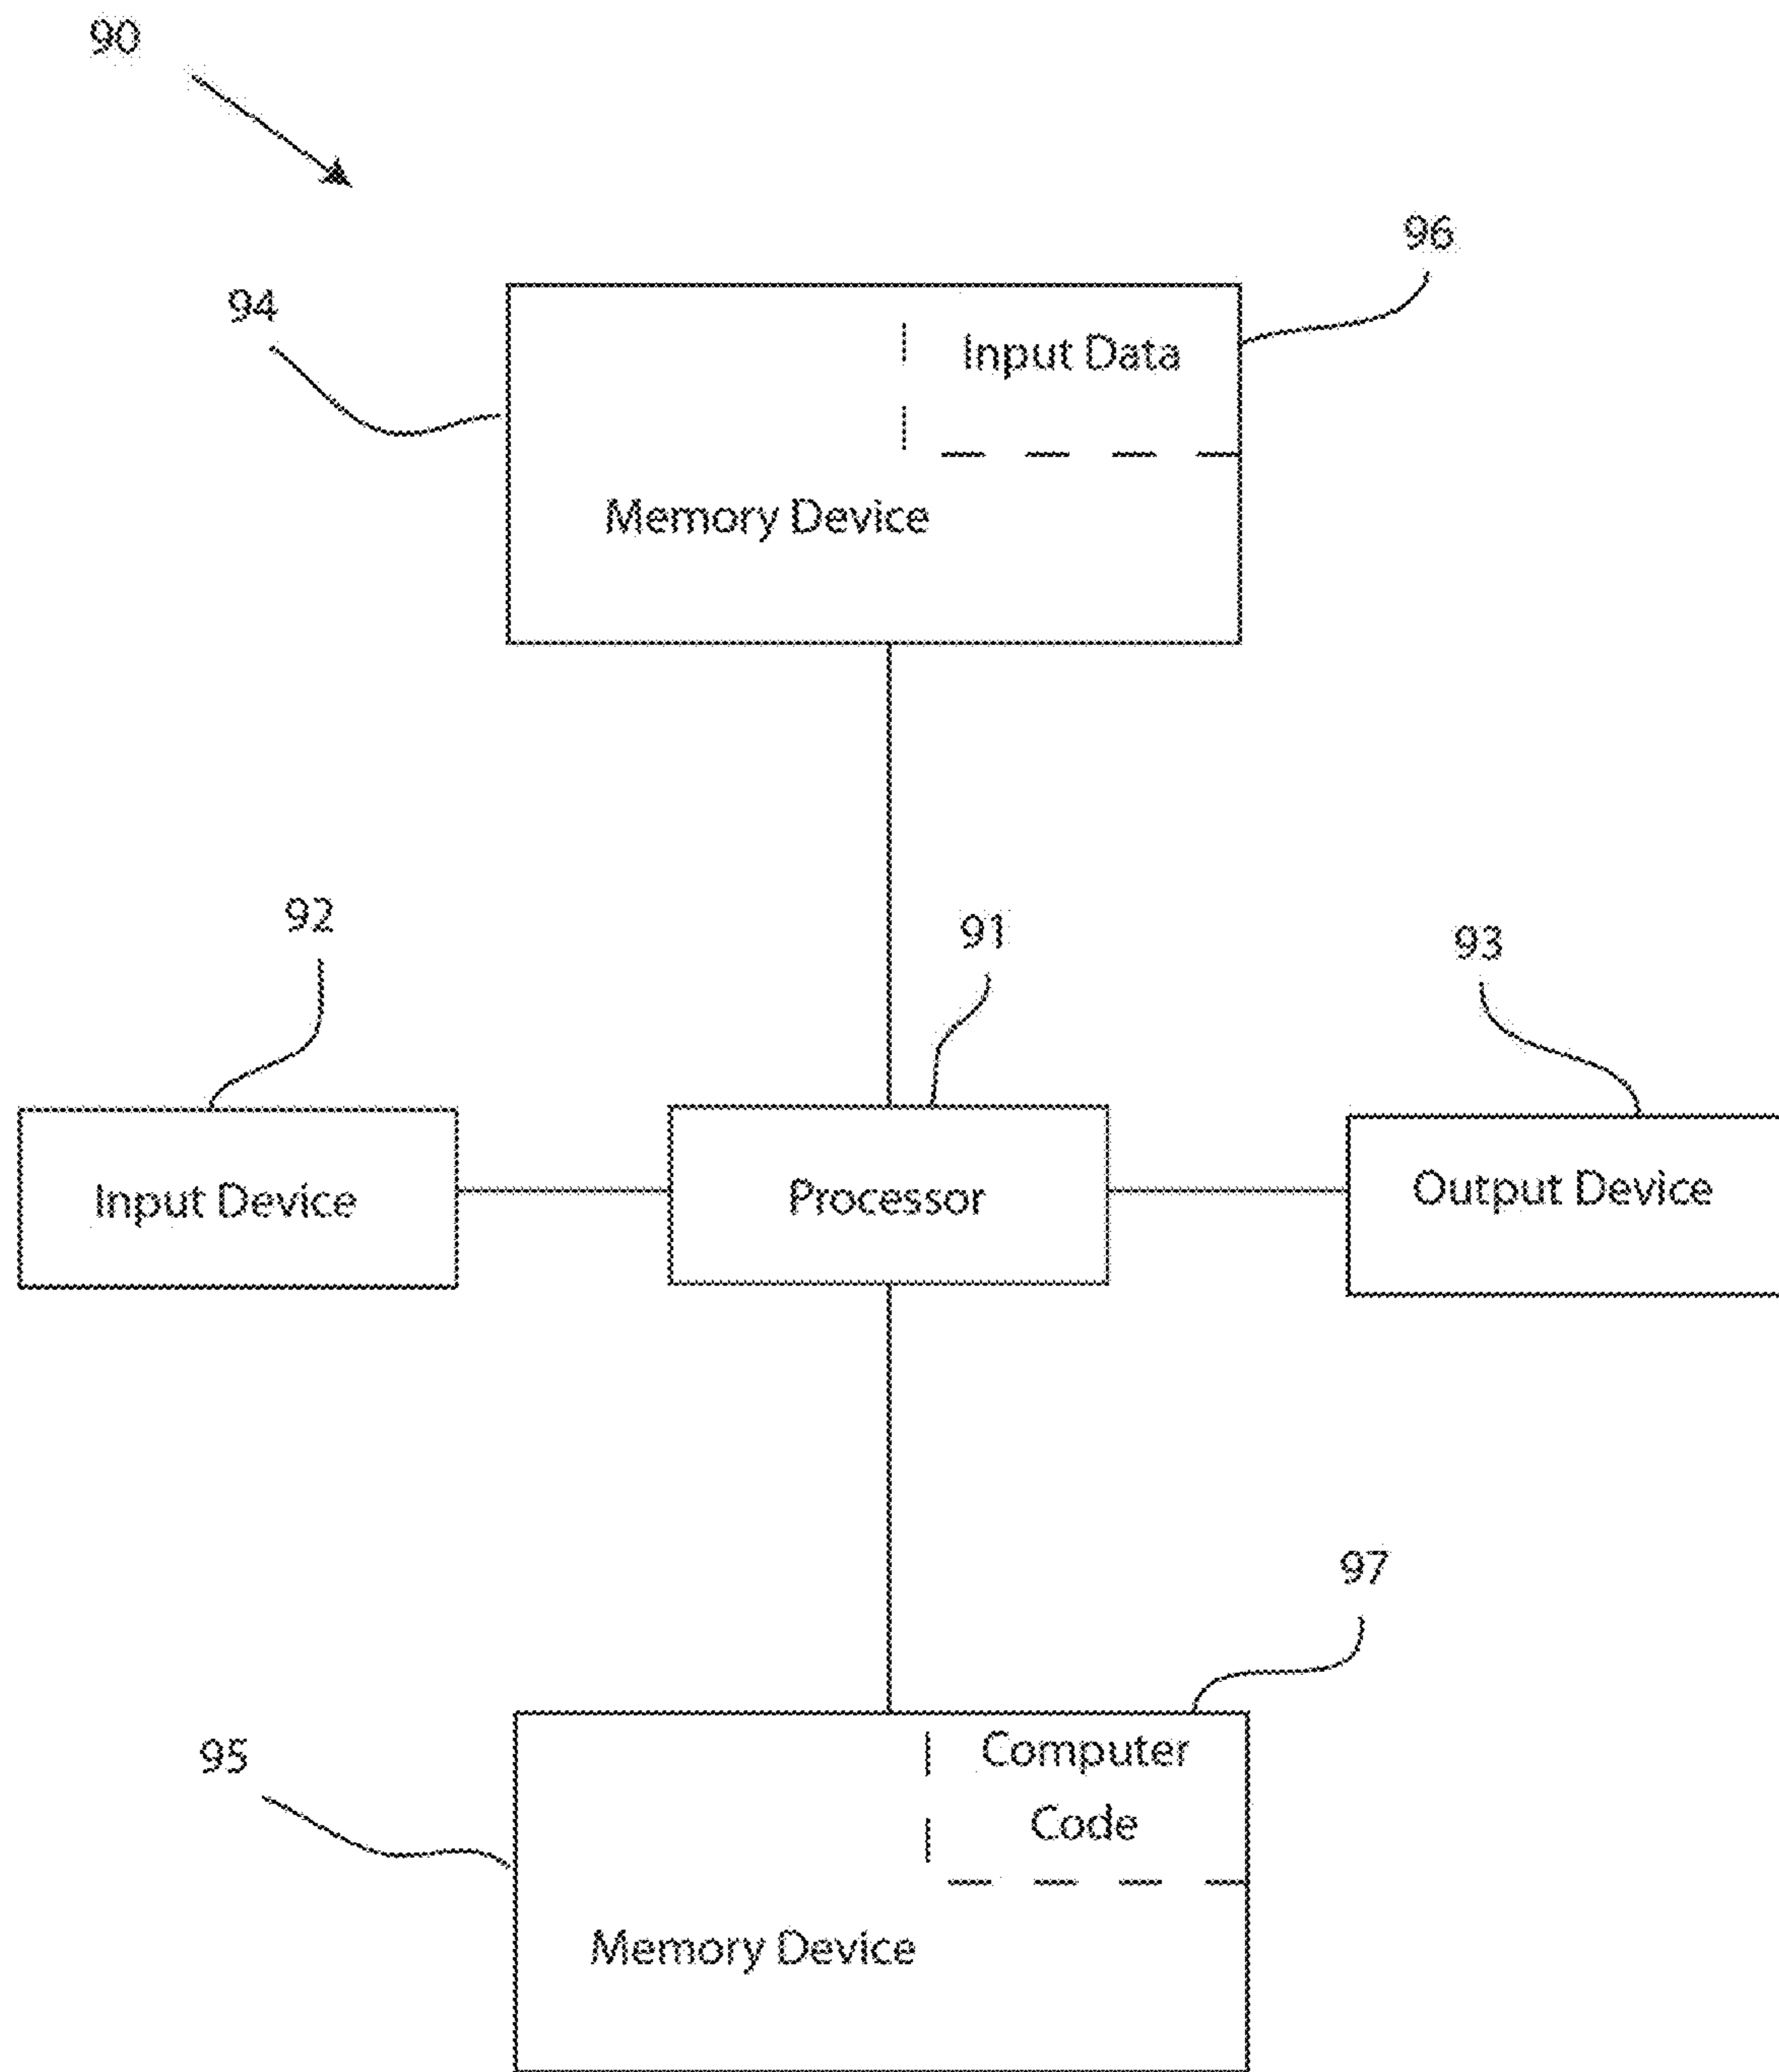 90
96
94
Input Data
Memory Device
92
91
93
Input Device
Processor
Output Device
97
95
Computer
Code
Memory Device